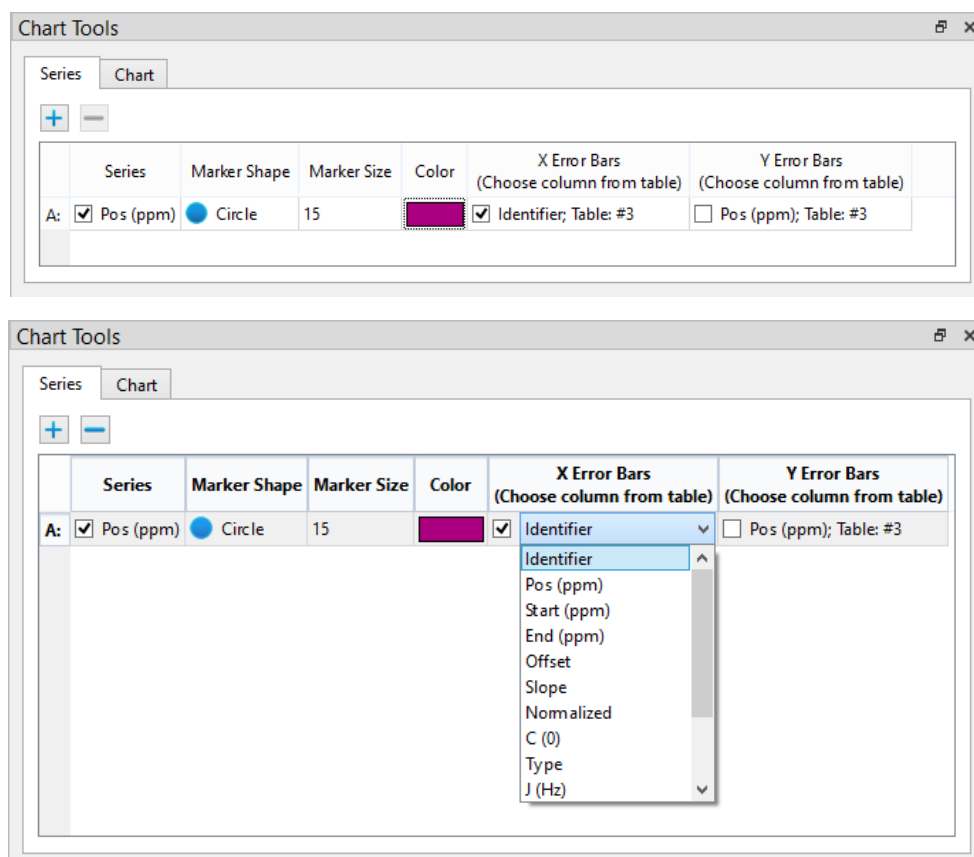 Chart Tools
Series Chart
Series Marker Shape Marker Size Color X Error Bars (Choose column from table) Y Error Bars (Choose column from table)
A: Pos (ppm) Circle 15 Identifier; Table: #3 Pos (ppm); Table: #3
Chart Tools
Series Chart
Series Marker Shape Marker Size Color X Error Bars (Choose column from table) Y Error Bars (Choose column from table)
A: Pos (ppm) Circle 15 Identifier Pos (ppm); Table: #3
Identifier
Pos (ppm)
Start (ppm)
End (ppm)
Offset
Slope
Normalized
C (0)
Type
J (Hz)